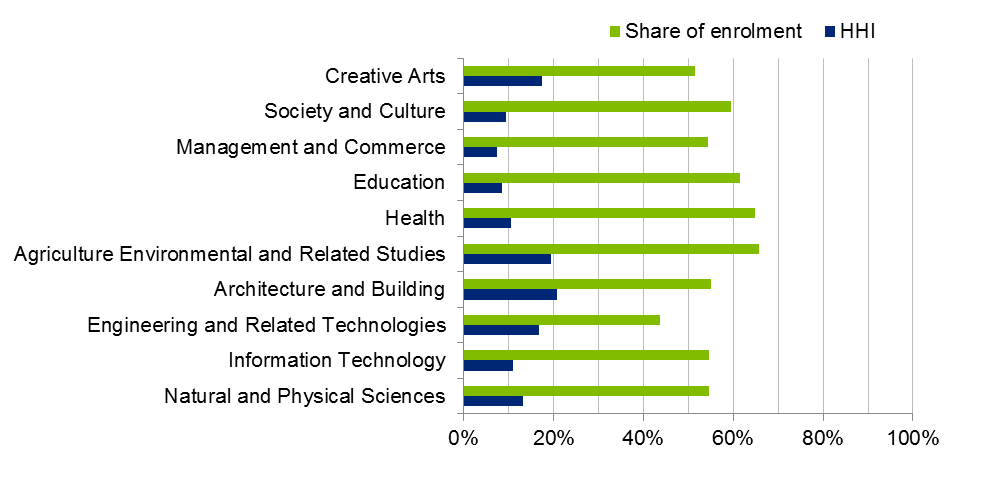 Share of enrolment HHI
Creative Arts
Society and Culture
Management and Commerce
Education
Health
Agriculture Environmental and Related Studies
Architecture and Building
Engineering and Related Technologies
Information Technology
Natural and Physical Sciences
0% 20% 40% 60% 80% 100%